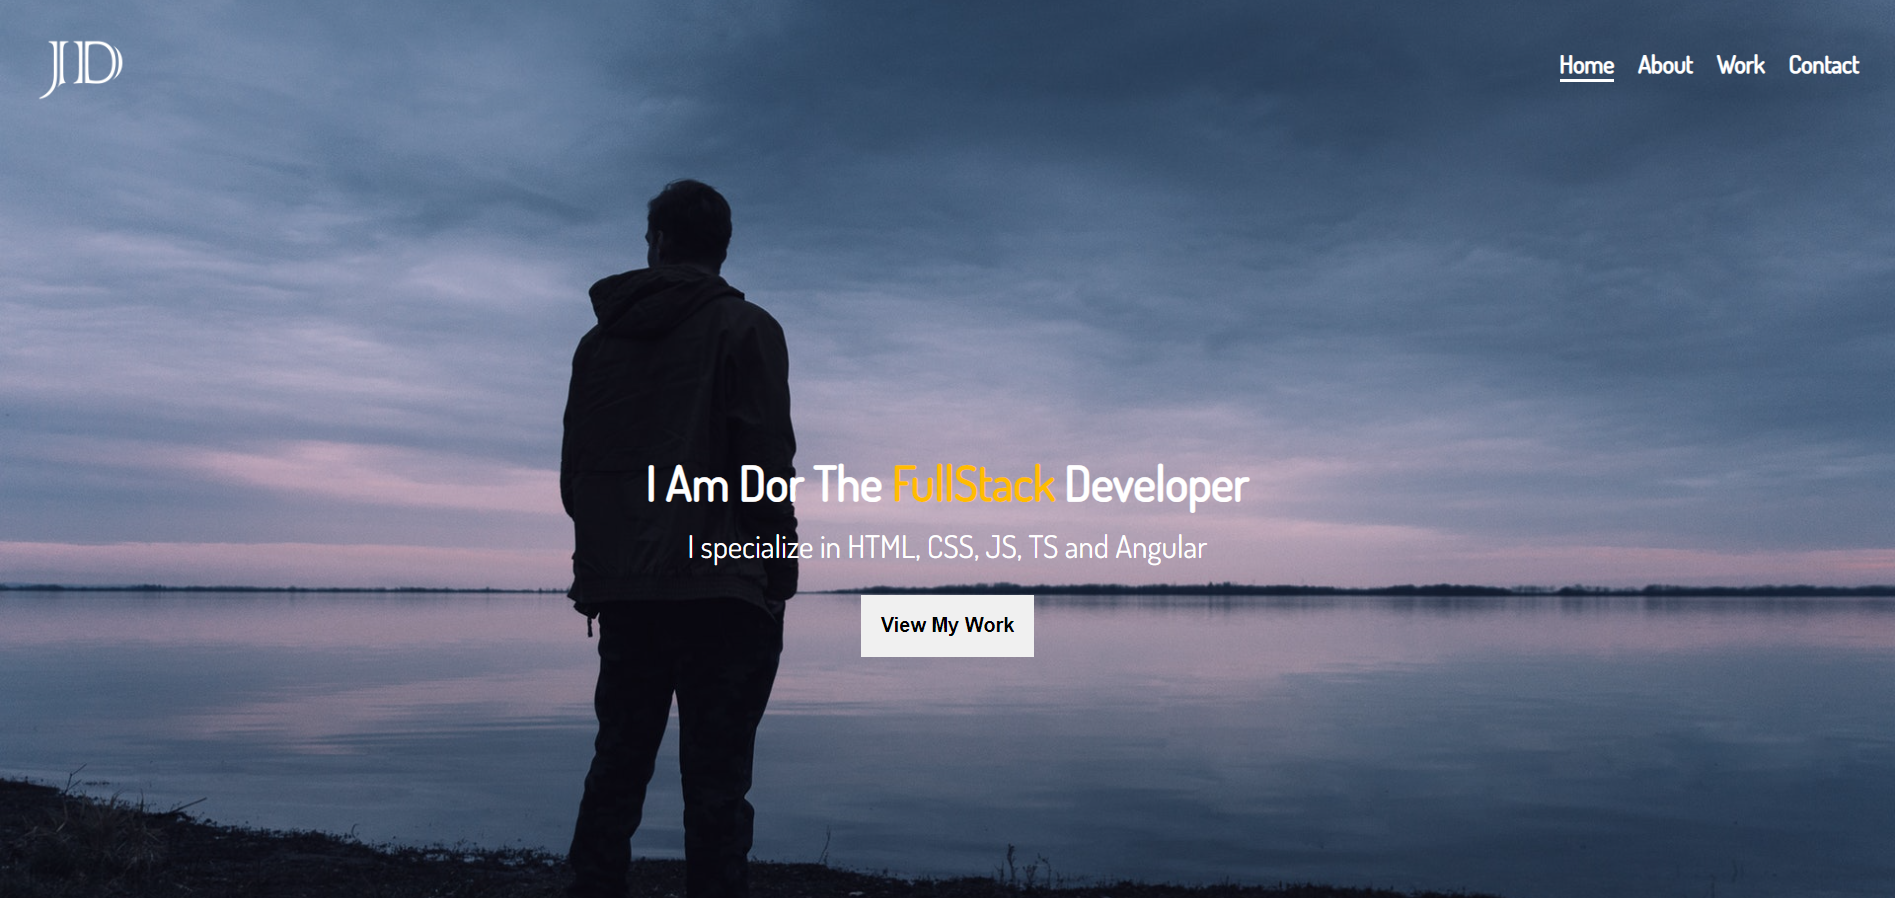 JD
Home About Work Contact
I Am Dor The FullStack Developer
I specialize in HTML, CSS, JS, TS and Angular
View My Work